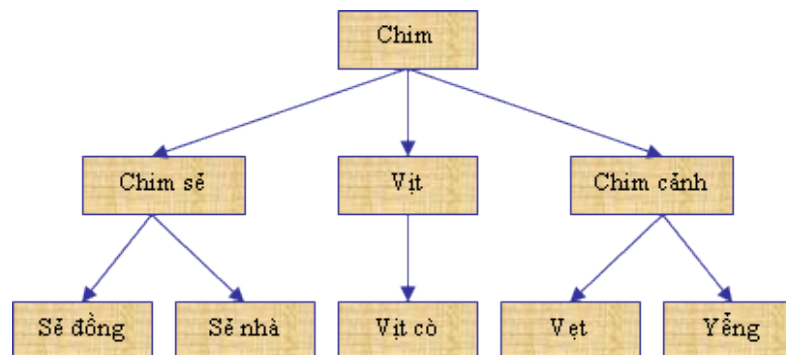 Chim
Chim sẻ
Vịt
Chim cảnh
Sẻ đồng
Sẻ nhà
Vịt cò
Vẹt
Yểng